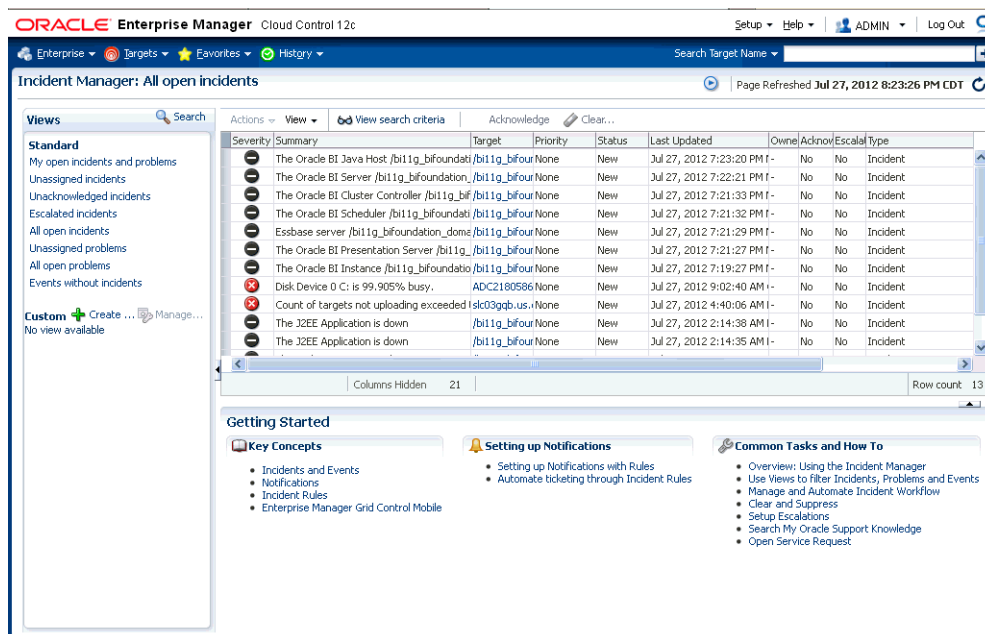 ORACLE Enterprise Manager Cloud Control 12c
Setup Help ADMIN Log Out
Enterprise Targets Favorites History Search Target Name
Incident Manager: All open incidents
Page Refreshed Jul 27, 2012 8:23:26 PM CDT
Views Search
Standard
My open incidents and problems
Unassigned incidents
Unacknowledged incidents
Escalated incidents
All open incidents
Unassigned problems
All open problems
Events without incidents
Custom Create ... Manage...
No view available
Actions View View search criteria Acknowledge Clear...
Severity Summary Target Priority Status Last Updated Owne Acknov Escalat Type
The Oracle BI Java Host /bi11g_bifoundati /bi11g_bifour None New Jul 27, 2012 7:23:20 PM - No No Incident
The Oracle BI Server /bi11g_bifoundation_ /bi11g_bifour None New Jul 27, 2012 7:22:21 PM - No No Incident
The Oracle BI Cluster Controller /bi11g_bif /bi11g_bifour None New Jul 27, 2012 7:21:33 PM - No No Incident
The Oracle BI Scheduler /bi11g_bifoundati /bi11g_bifour None New Jul 27, 2012 7:21:32 PM - No No Incident
Essbase server /bi11g_bifoundation_doma /bi11g_bifour None New Jul 27, 2012 7:21:29 PM - No No Incident
The Oracle BI Presentation Server /bi11g_ /bi11g_bifour None New Jul 27, 2012 7:21:27 PM - No No Incident
The Oracle BI Instance /bi11g_bifoundatio /bi11g_bifour None New Jul 27, 2012 7:19:27 PM - No No Incident
Disk Device 0 C: is 99.905% busy. ADC2180586 None New Jul 27, 2012 9:02:40 AM - No No Incident
Count of targets not uploading exceeded slc03gqb.us. None New Jul 27, 2012 4:40:06 AM - No No Incident
The J2EE Application is down /bi11g_bifour None New Jul 27, 2012 2:14:38 AM - No No Incident
The J2EE Application is down /bi11g_bifour None New Jul 27, 2012 2:14:35 AM - No No Incident
Columns Hidden 21 Row count 13
Getting Started
Key Concepts
Incidents and Events
Notifications
Incident Rules
Enterprise Manager Grid Control Mobile
Setting up Notifications
Setting up Notifications with Rules
Automate ticketing through Incident Rules
Common Tasks and How To
Overview: Using the Incident Manager
Use Views to filter Incidents, Problems and Events
Manage and Automate Incident Workflow
Clear and Suppress
Setup Escalations
Search My Oracle Support Knowledge
Open Service Request